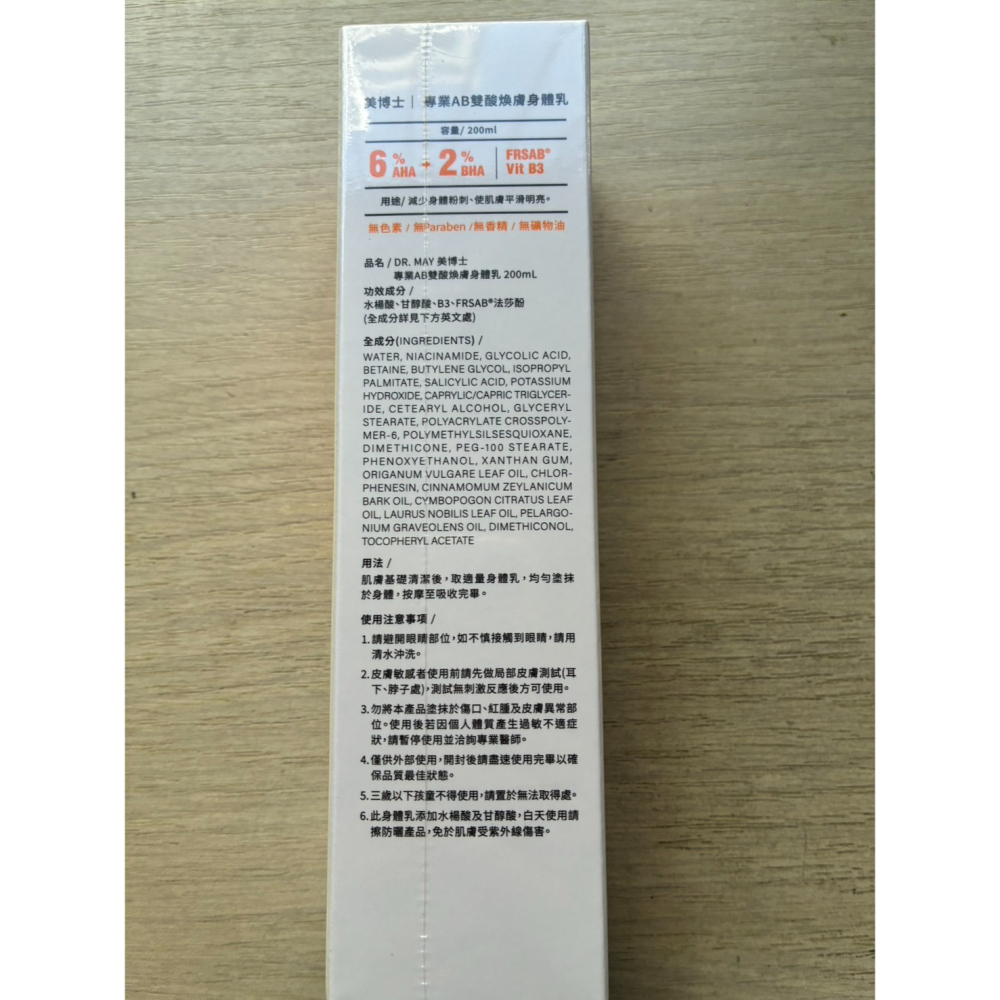 美博士｜專業AB雙酸煥膚身體乳
容量/ 200ml
6% AHA + 2% BHA | FRSAB® Vit B3
用途/ 減少身體粉刺、使肌膚平滑明亮。
無色素 / 無Paraben /無香精 / 無礦物油
品名 / DR. MAY 美博士
專業AB雙酸煥膚身體乳 200mL
功效成分 /
水楊酸、甘醇酸、B3、FRSAB®法莎酚
(全成分詳見下方英文處)
全成分(INGREDIENTS) /
WATER, NIACINAMIDE, GLYCOLIC ACID,
BETAINE, BUTYLENE GLYCOL, ISOPROPYL
PALMITATE, SALICYLIC ACID, POTASSIUM
HYDROXIDE, CAPRYLIC/CAPRIC TRIGLYCER-
IDE, CETEARYL ALCOHOL, GLYCERYL
STEARATE, POLYACRYLATE CROSSPOLY-
MER-6, POLYMETHYLSILSESQUIOXANE,
DIMETHICONE, PEG-100 STEARATE,
PHENOXYETHANOL, XANTHAN GUM,
ORIGANUM VULGARE LEAF OIL, CHLOR-
PHENESIN, CINNAMOMUM ZEYLANICUM
BARK OIL, CYMBOPOGON CITRATUS LEAF
OIL, LAURUS NOBILIS LEAF OIL, PELARGO-
NIUM GRAVEOLENS OIL, DIMETHICONOL,
TOCOPHERYL ACETATE
用法 /
肌膚基礎清潔後，取適量身體乳，均勻塗抹
於身體，按摩至吸收完畢。
使用注意事項 /
1.請避開眼睛部位，如不慎接觸到眼睛，請用
清水沖洗。
2.皮膚敏感者使用前請先做局部皮膚測試(耳
下、脖子處)，測試無刺激反應後方可使用。
3.勿將本產品塗抹於傷口、紅腫及皮膚異常部
位。使用後若因個人體質產生過敏不適症
狀，請暫停使用並洽詢專業醫師。
4.僅供外部使用，開封後請盡速使用完畢以確
保品質最佳狀態。
5.三歲以下孩童不得使用，請置於無法取得處。
6.此身體乳添加水楊酸及甘醇酸，白天使用請
擦防曬產品，免於肌膚受紫外線傷害。